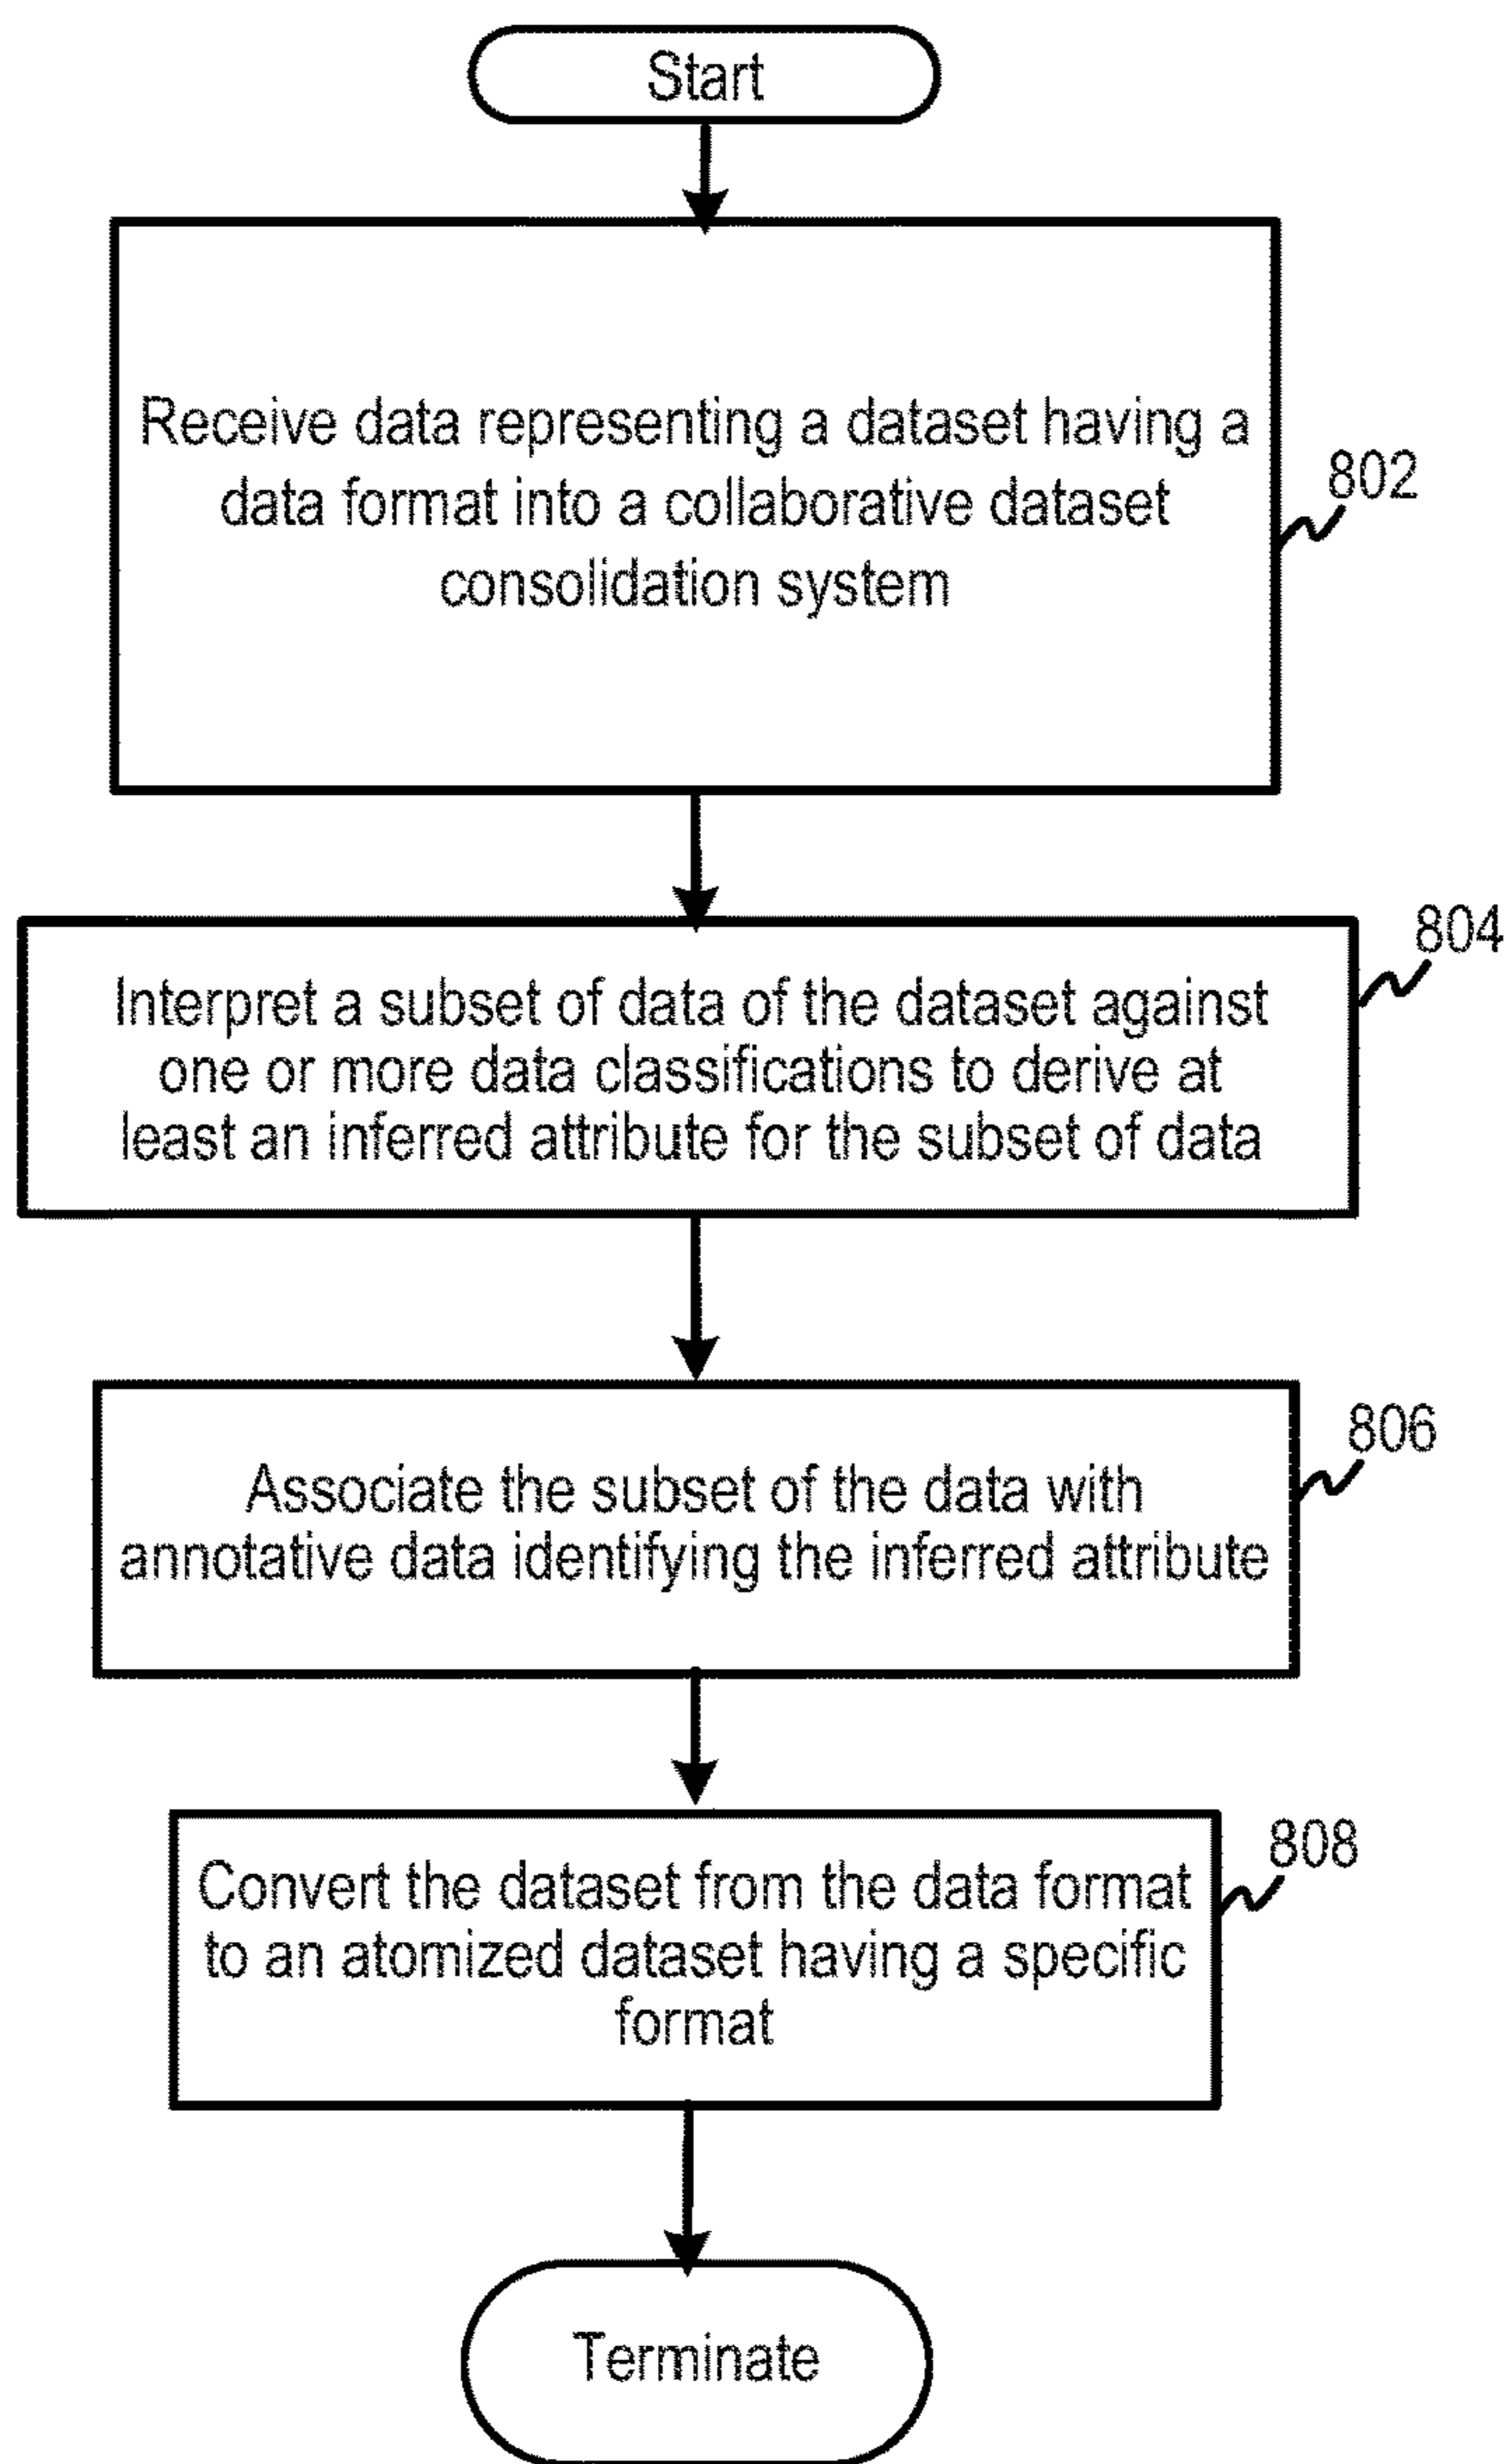 Start
Receive data representing a dataset having a
data format into a collaborative dataset
consolidation system
802
Interpret a subset of data of the dataset against
one or more data classifications to derive at
least an inferred attribute for the subset of data
804
Associate the subset of the data with
annotative data identifying the inferred attribute
806
Convert the dataset from the data format
to an atomized dataset having a specific
format
808
Terminate